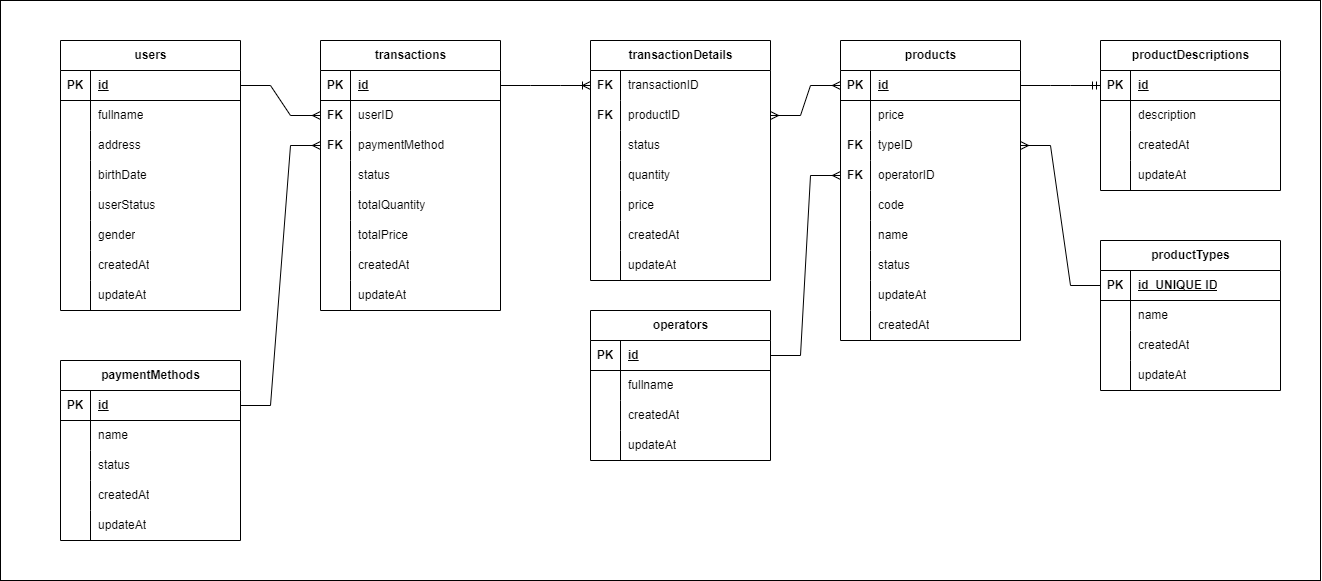 users
PK id
fullname
address
birthDate
userStatus
gender
createdAt
updateAt
transactions
PK id
FK userID
FK paymentMethod
status
totalQuantity
totalPrice
createdAt
updateAt
transactionDetails
FK transactionID
FK productID
status
quantity
price
createdAt
updateAt
products
PK id
price
FK typeID
FK operatorID
code
name
status
updateAt
createdAt
productDescriptions
PK id
description
createdAt
updateAt
productTypes
PK id_UNIQUE ID
name
createdAt
updateAt
operators
PK id
fullname
createdAt
updateAt
paymentMethods
PK id
name
status
createdAt
updateAt